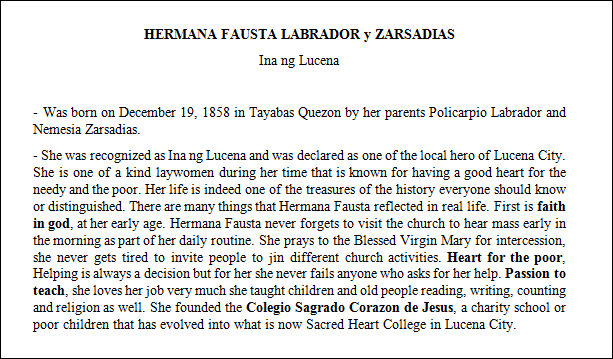 HERMANA FAUSTA LABRADOR y ZARSADIAS
Ina ng Lucena
- Was born on December 19, 1858 in Tayabas Quezon by her parents Policarpio Labrador and
Nemesia Zarsadias.
- She was recognized as Ina ng Lucena and was declared as one of the local hero of Lucena City.
She is one of a kind laywomen during her time that is known for having a good heart for the
needy and the poor. Her life is indeed one of the treasures of the history everyone should know
or distinguished. There are many things that Hermana Fausta reflected in real life. First is faith
in god, at her early age. Hermana Fausta never forgets to visit the church to hear mass early in
the morning as part of her daily routine. She prays to the Blessed Virgin Mary for intercession,
she never gets tired to invite people to jin different church activities. Heart for the poor,
Helping is always a decision but for her she never fails anyone who asks for her help. Passion to
teach, she loves her job very much she taught children and old people reading, writing, counting
and religion as well. She founded the Colegio Sagrado Corazon de Jesus, a charity school or
poor children that has evolved into what is now Sacred Heart College in Lucena City.